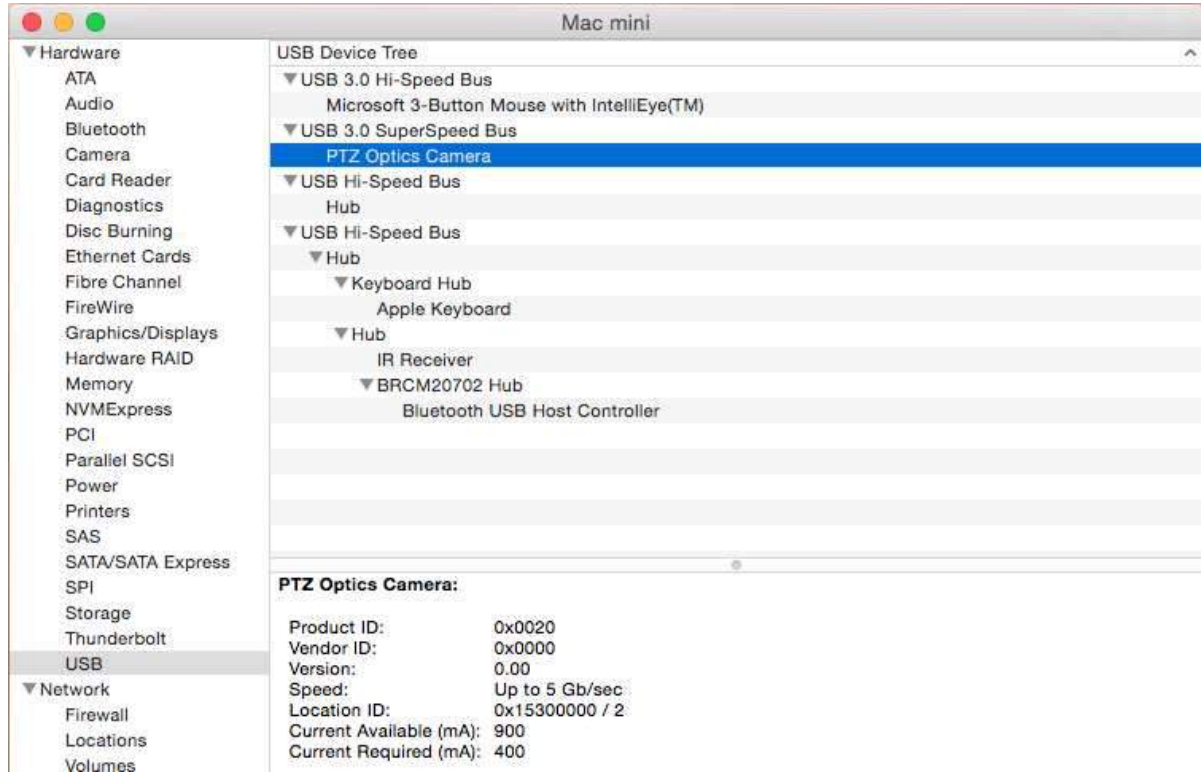 Mac mini
Hardware
ATA
Audio
Bluetooth
Camera
Card Reader
Diagnostics
Disc Burning
Ethernet Cards
Fibre Channel
FireWire
Graphics/Displays
Hardware RAID
Memory
NVMExpress
PCI
Parallel SCSI
Power
Printers
SAS
SATA/SATA Express
SPI
Storage
Thunderbolt
USB
Network
Firewall
Locations
Volumes
USB Device Tree
USB 3.0 Hi-Speed Bus
Microsoft 3-Button Mouse with IntelliEye(TM)
USB 3.0 SuperSpeed Bus
PTZ Optics Camera
USB Hi-Speed Bus
Hub
USB Hi-Speed Bus
Hub
Keyboard Hub
Apple Keyboard
Hub
IR Receiver
BRCM20702 Hub
Bluetooth USB Host Controller
PTZ Optics Camera:
Product ID: 0x0020
Vendor ID: 0x0000
Version: 0.00
Speed: Up to 5 Gb/sec
Location ID: 0x15300000 / 2
Current Available (mA): 900
Current Required (mA): 400